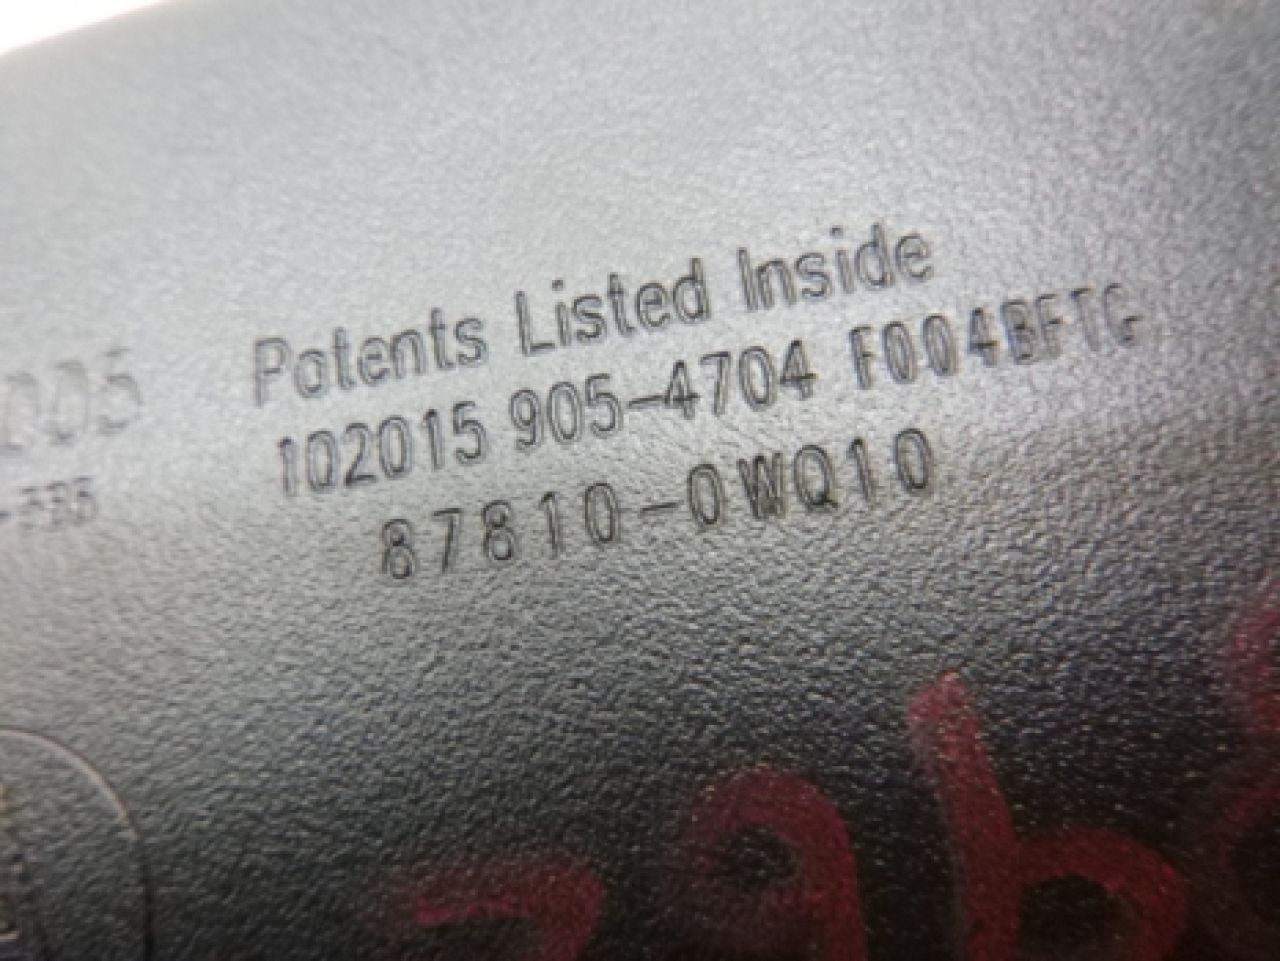 Patents Listed Inside
102015 905-4704 F004BFTG
87810-0WQ10